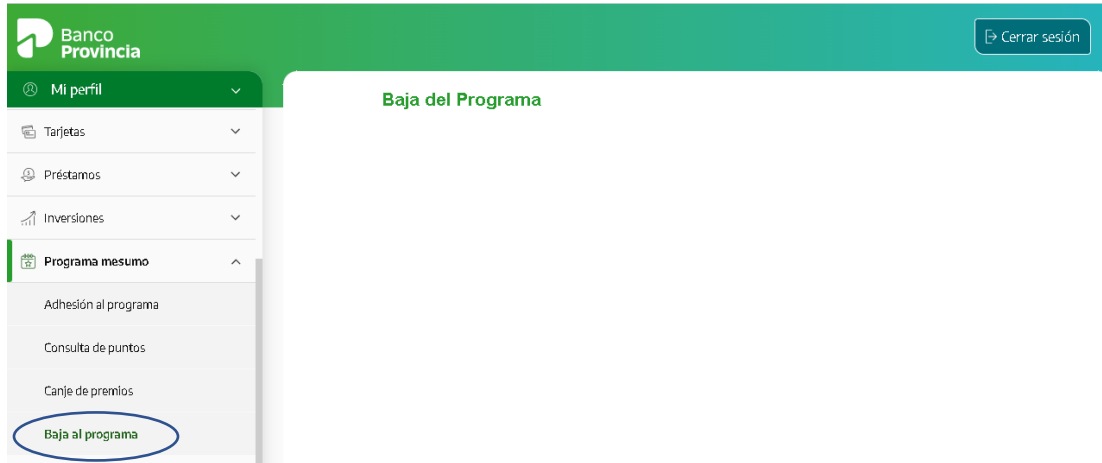 Banco
Provincia
Cerrar sesión
Mi perfil
Baja del Programa
Tarjetas
Préstamos
Inversiones
Programa mesumo
Adhesión al programa
Consulta de puntos
Canje de premios
Baja al programa